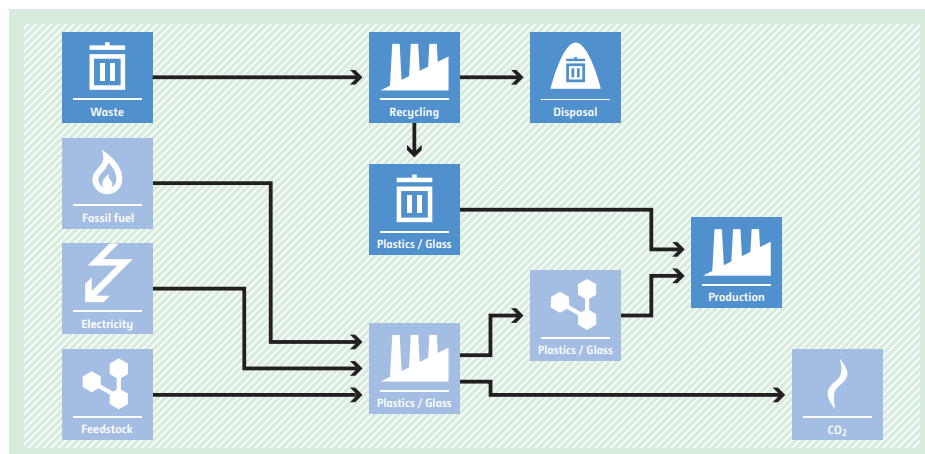 Waste
Recycling
Disposal
Fossil fuel
Plastics / Glass
Electricity
Production
Plastics / Glass
Feedstock
Plastics / Glass
CO₂